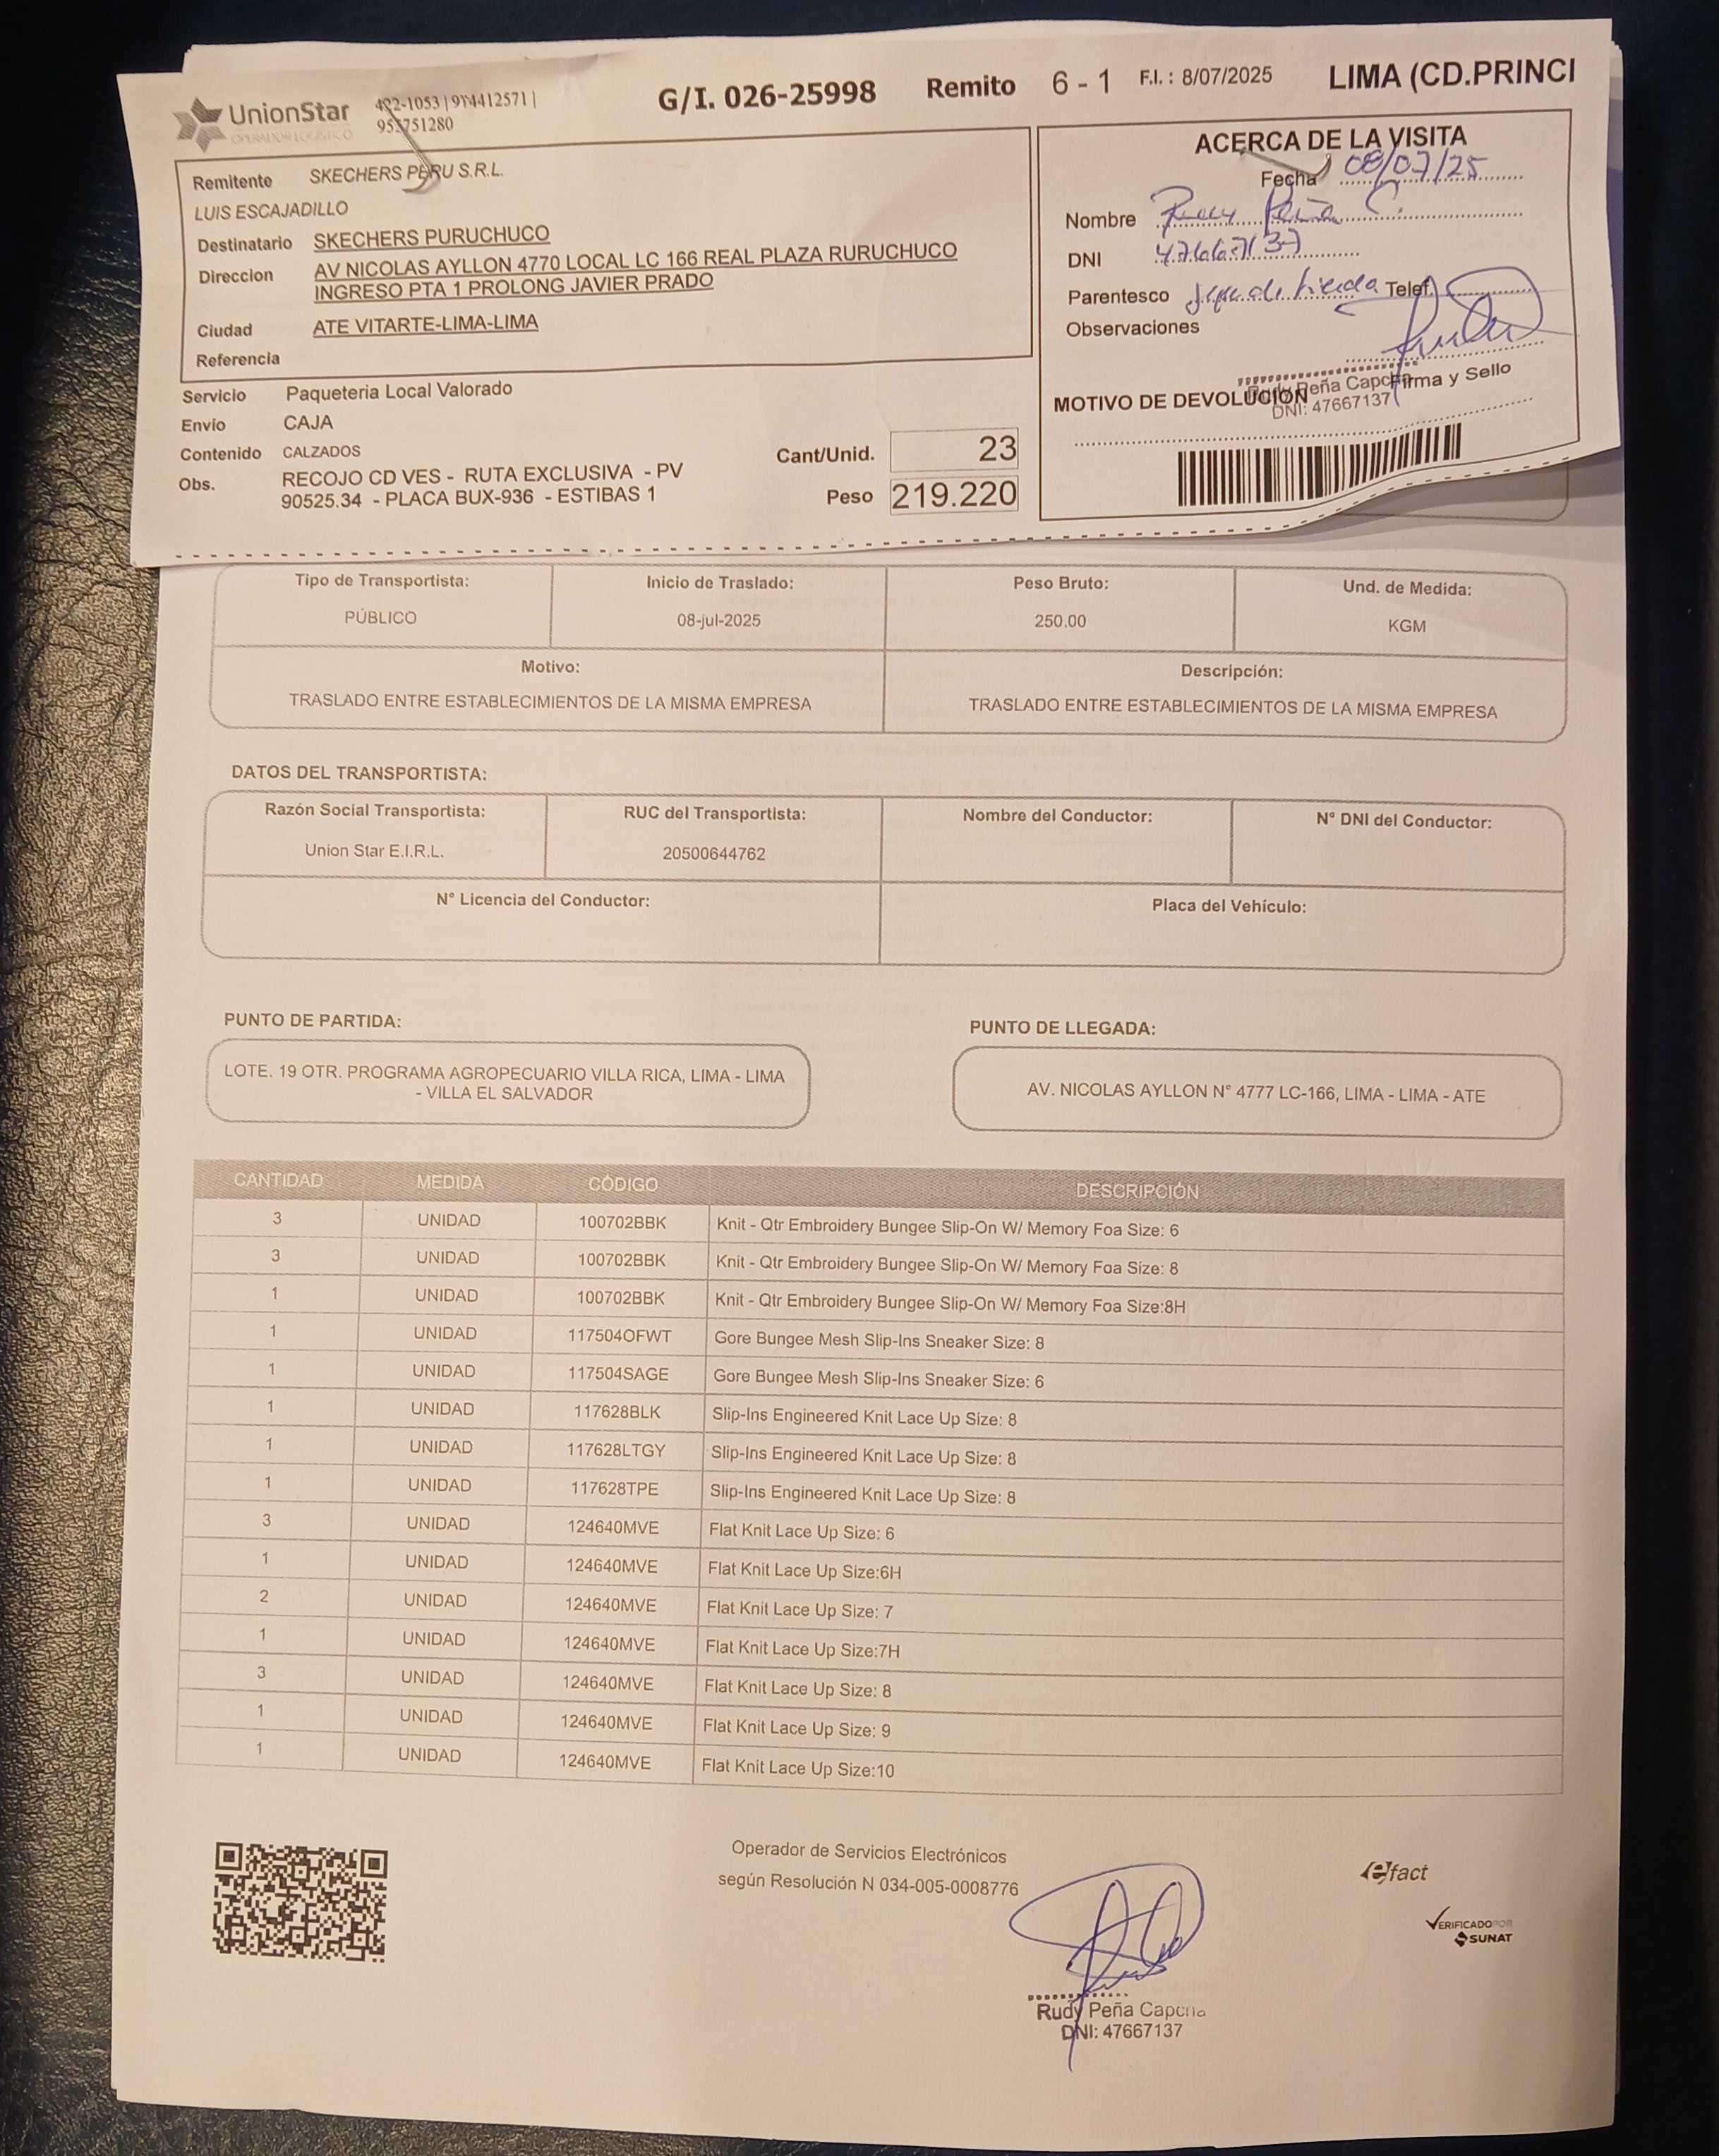 UnionStar
OPERADOR LOGISTICO
953751280
G/I. 026-25998
Remito 6 - 1
F.I. : 8/07/2025
LIMA (CD.PRINCI
Remitente SKECHERS PERU S.R.L.
LUIS ESCAJADILLO
Destinatario SKECHERS PURUCHUCO
Direccion AV NICOLAS AYLLON 4770 LOCAL LC 166 REAL PLAZA RURUCHUCO
INGRESO PTA 1 PROLONG JAVIER PRADO
Ciudad ATE VITARTE-LIMA-LIMA
Referencia
Servicio Paqueteria Local Valorado
Envío CAJA
Contenido CALZADOS
Obs. RECOJO CD VES - RUTA EXCLUSIVA - PV
90525.34 - PLACA BUX-936 - ESTIBAS 1
Cant/Unid. 23
Peso 219.220
ACERCA DE LA VISITA
Fecha 08/07/25
Nombre Rudy Peña C.
DNI 47667137
Parentesco Jefe de tienda Telef.
Observaciones
Rudy Peña Capcha
Firma y Sello
MOTIVO DE DEVOLUCIÓN
DNI: 47667137
Tipo de Transportista: Inicio de Traslado: Peso Bruto: Und. de Medida:
PÚBLICO 08-jul-2025 250.00 KGM
Motivo: Descripción:
TRASLADO ENTRE ESTABLECIMIENTOS DE LA MISMA EMPRESA TRASLADO ENTRE ESTABLECIMIENTOS DE LA MISMA EMPRESA
DATOS DEL TRANSPORTISTA:
Razón Social Transportista: RUC del Transportista: Nombre del Conductor: N° DNI del Conductor:
Union Star E.I.R.L. 20500644762
N° Licencia del Conductor: Placa del Vehículo:
PUNTO DE PARTIDA:
LOTE. 19 OTR. PROGRAMA AGROPECUARIO VILLA RICA, LIMA - LIMA
- VILLA EL SALVADOR
PUNTO DE LLEGADA:
AV. NICOLAS AYLLON N° 4777 LC-166, LIMA - LIMA - ATE
CANTIDAD MEDIDA CÓDIGO DESCRIPCIÓN
3 UNIDAD 100702BBK Knit - Qtr Embroidery Bungee Slip-On W/ Memory Foa Size: 6
3 UNIDAD 100702BBK Knit - Qtr Embroidery Bungee Slip-On W/ Memory Foa Size: 8
1 UNIDAD 100702BBK Knit - Qtr Embroidery Bungee Slip-On W/ Memory Foa Size:8H
1 UNIDAD 117504OFWT Gore Bungee Mesh Slip-Ins Sneaker Size: 8
1 UNIDAD 117504SAGE Gore Bungee Mesh Slip-Ins Sneaker Size: 6
1 UNIDAD 117628BLK Slip-Ins Engineered Knit Lace Up Size: 8
1 UNIDAD 117628LTGY Slip-Ins Engineered Knit Lace Up Size: 8
1 UNIDAD 117628TPE Slip-Ins Engineered Knit Lace Up Size: 8
3 UNIDAD 124640MVE Flat Knit Lace Up Size: 6
1 UNIDAD 124640MVE Flat Knit Lace Up Size:6H
2 UNIDAD 124640MVE Flat Knit Lace Up Size: 7
1 UNIDAD 124640MVE Flat Knit Lace Up Size:7H
3 UNIDAD 124640MVE Flat Knit Lace Up Size: 8
1 UNIDAD 124640MVE Flat Knit Lace Up Size: 9
1 UNIDAD 124640MVE Flat Knit Lace Up Size:10
Operador de Servicios Electrónicos
según Resolución N 034-005-0008776
efact
VERIFICADO POR
SUNAT
Rudy Peña Capcha
DNI: 47667137